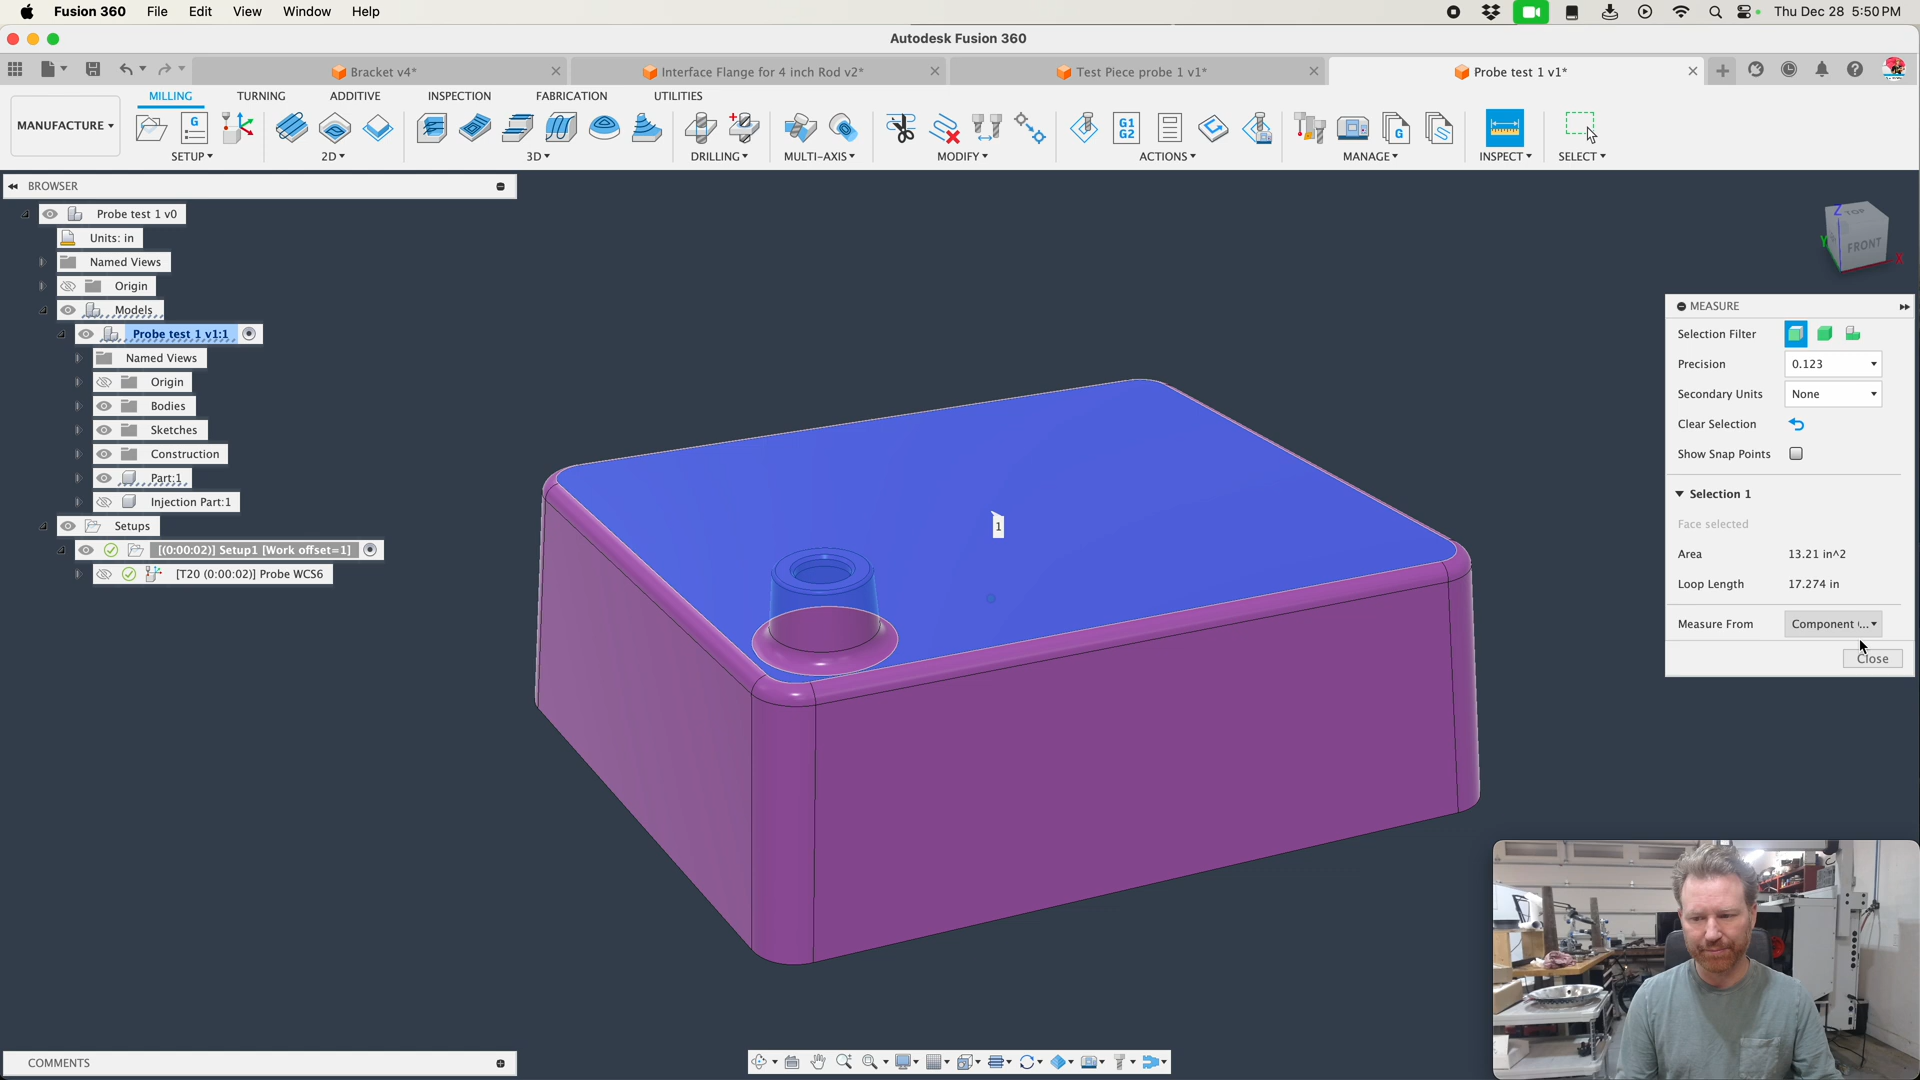 Fusion 360 File Edit View Window Help Thu Dec 28 5:50 PM
Autodesk Fusion 360
Bracket v4* Interface Flange for 4 inch Rod v2* Test Piece probe 1 v1* Probe test 1 v1*
MILLING TURNING ADDITIVE INSPECTION FABRICATION UTILITIES
MANUFACTURE
G
G1
G2
G
SETUP 2D 3D DRILLING MULTI-AXIS MODIFY ACTIONS MANAGE INSPECT SELECT
BROWSER
Probe test 1 v0
Units: in
Named Views
Origin
Models
Probe test 1 v1:1
Named Views
Origin
Bodies
Sketches
Construction
Part:1
Injection Part:1
Setups
[(0:00:02)] Setup1 [Work offset=1]
[T20 (0:00:02)] Probe WCS6
Z
TOP
Y
FRONT
X
1
MEASURE
Selection Filter
Precision 0.123
Secondary Units None
Clear Selection
Show Snap Points
Selection 1
Face selected
Area 13.21 in^2
Loop Length 17.274 in
Measure From Component (...
Close
COMMENTS